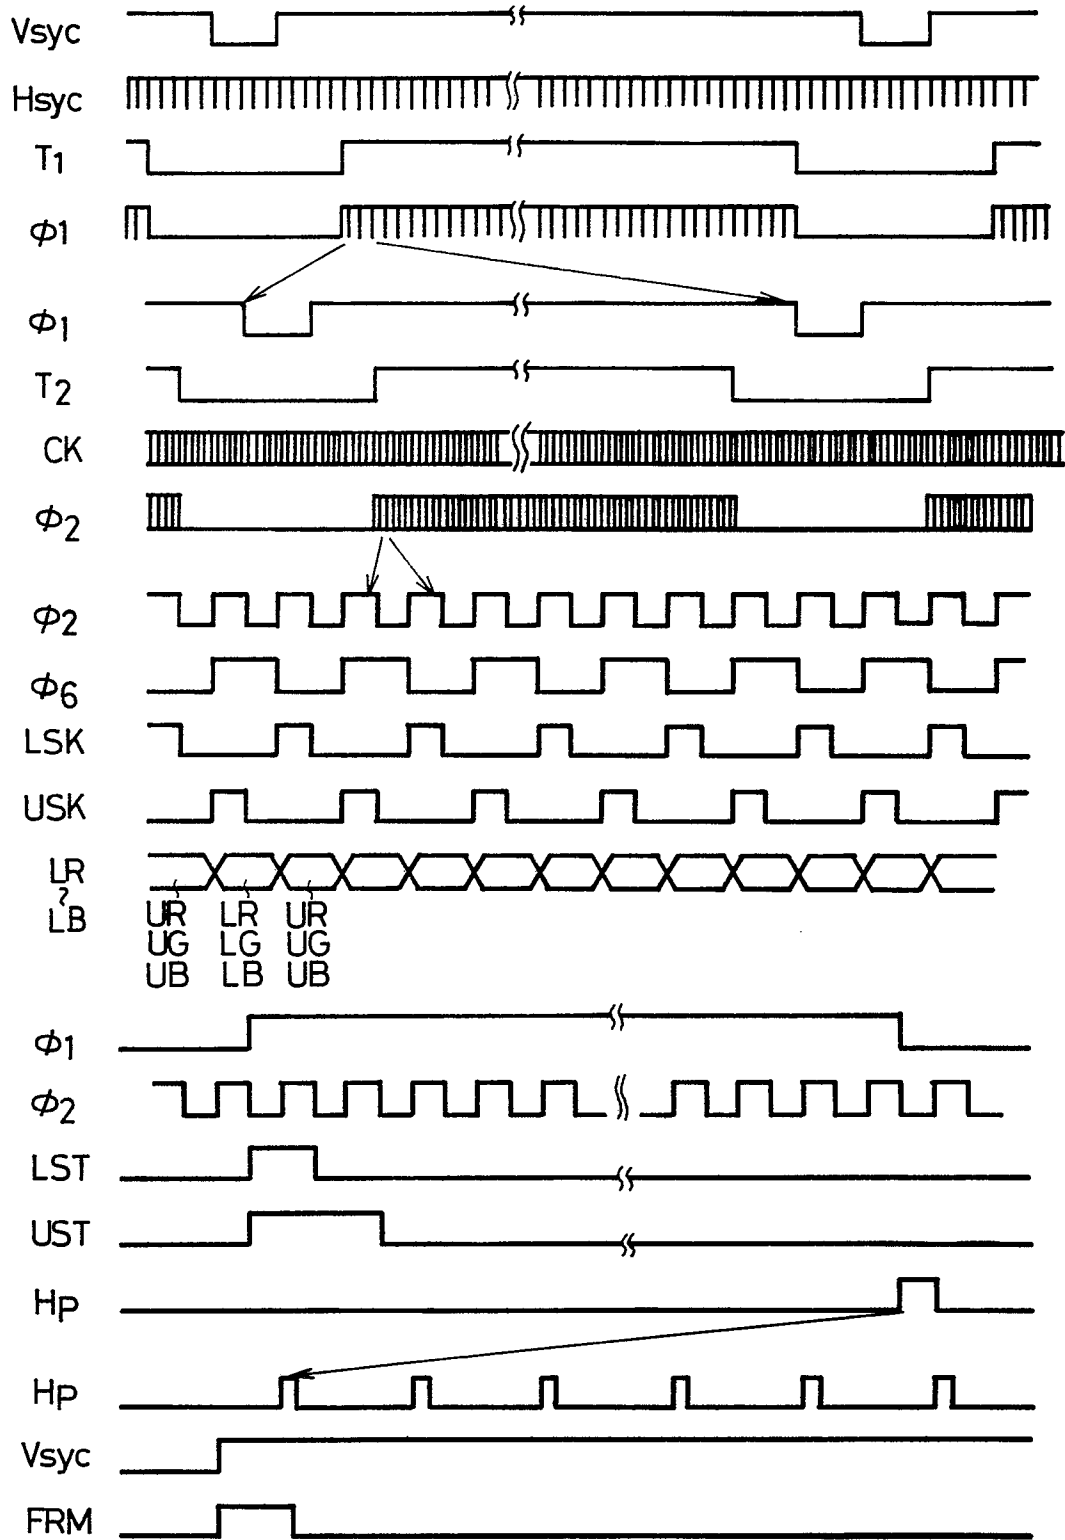 Vsyc
Hsyc
T1
ϕ1
ϕ1
T2
CK
ϕ2
ϕ2
ϕ6
LSK
USK
LR
~
LB
UR LR UR
UG LG UG
UB LB UB
ϕ1
ϕ2
LST
UST
HP
HP
Vsyc
FRM